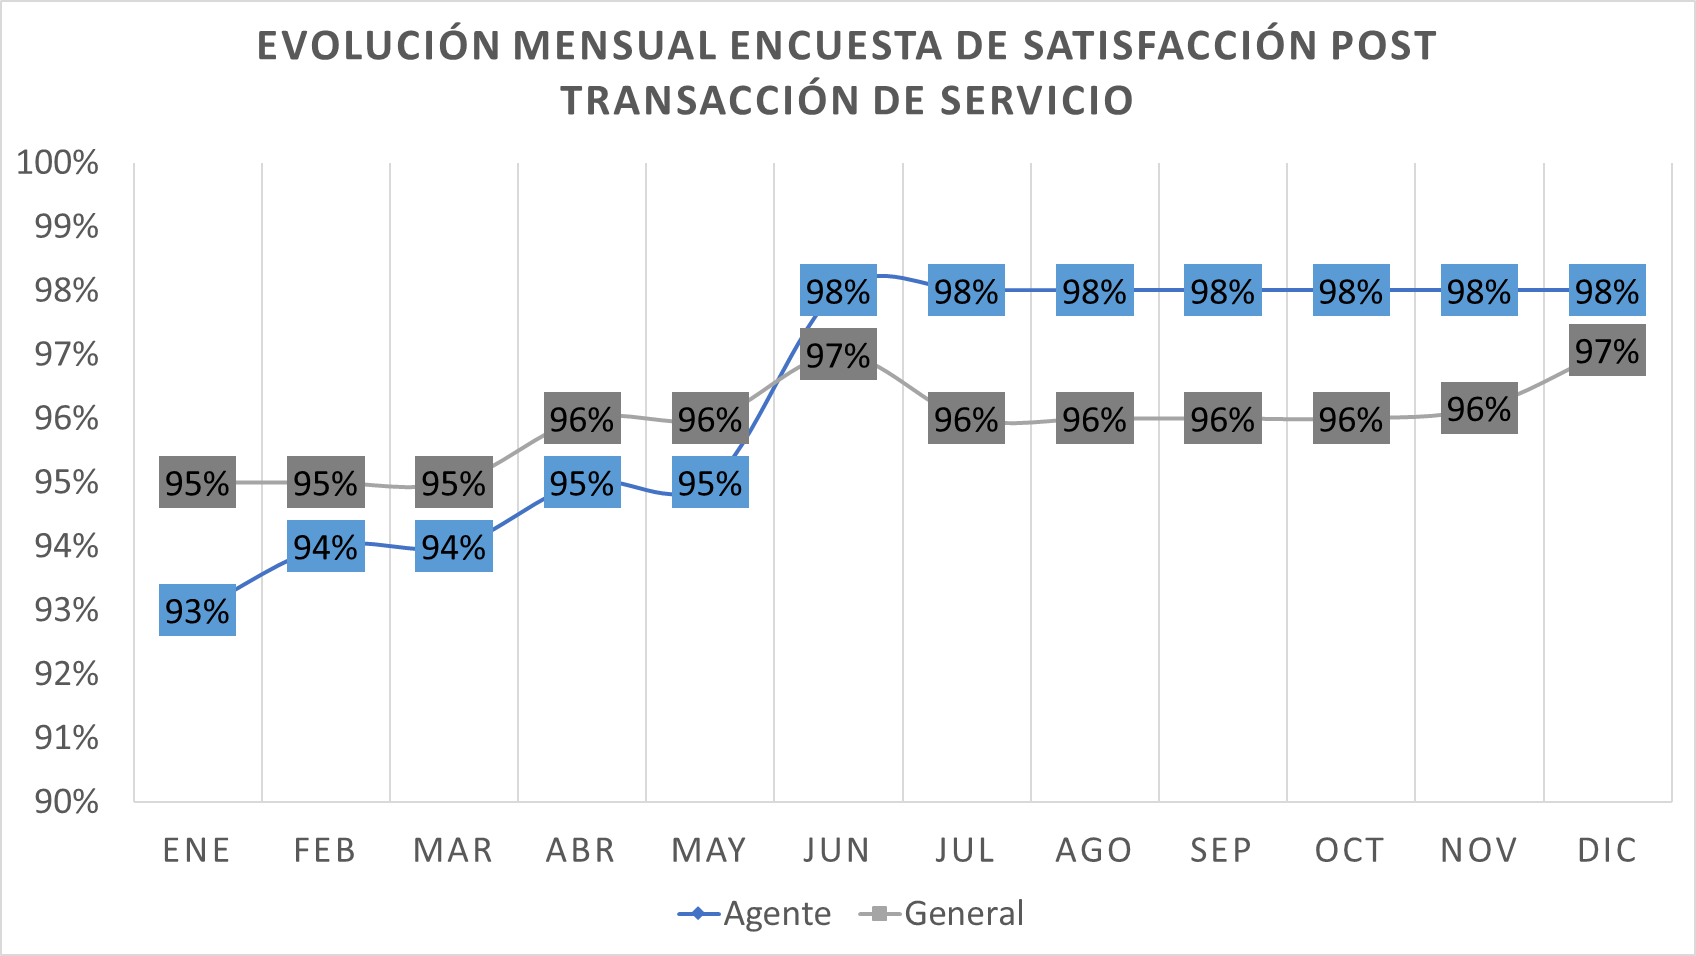 EVOLUCIÓN MENSUAL ENCUESTA DE SATISFACCIÓN POST
TRANSACCIÓN DE SERVICIO
100%
99%
98%
97%
96%
95%
94%
93%
92%
91%
90%
98% 98% 98% 98% 98% 98% 98%
97% 97%
96% 96% 96% 96% 96% 96% 96%
95% 95% 95% 95% 95%
94% 94%
93%
ENE FEB MAR ABR MAY JUN JUL AGO SEP OCT NOV DIC
Agente General